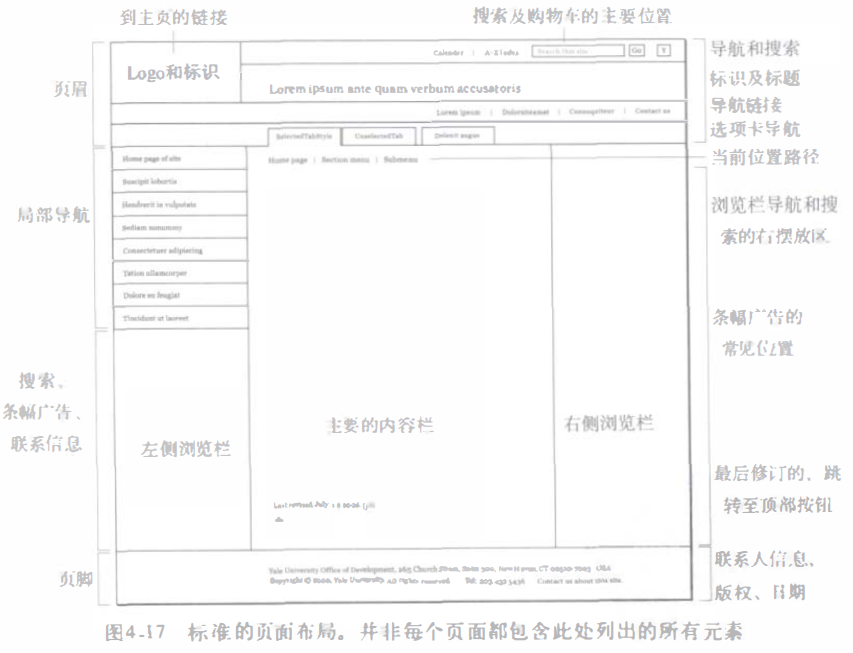 到主页的链接
搜索及购物车的主要位置
Calendar | A-Z Index
Search this site
Go
导航和搜索
Logo和标识
标识及标题
页眉
Lorem ipsum ante quam verbum accusatoris
导航链接
Lorem ipsum | Doloraiteamet | Consequiteur | Contact us
选项卡导航
SelectedTabStyle
UnselectedTab
Dolenit augue
当前位置路径
Home page | Section menu | Submenu
Home page of site
Suscipit lobortis
Hendrerit in vulputate
Sediam nonummy
Consectetuer adipiscing
Tation ullamcorper
Dolore eu feugiat
Tincidunt ut laoreet
局部导航
浏览栏导航和搜
索的右摆放区
条幅广告的
常见位置
搜索、
条幅广告、
联系信息
左侧浏览栏
主要的内容栏
右侧浏览栏
最后修订的、跳
转至顶部按钮
Last revised, July
页脚
Yale University Office of Development, 265 Church Street, Suite 300, New Haven, CT 06510-7003 USA
Copyright © 2006, Yale University. All rights reserved. Tel: 203 432 5436 Contact us about this site.
联系人信息、
版权、日期
图4-17 标准的页面布局。并非每个页面都包含此处列出的所有元素